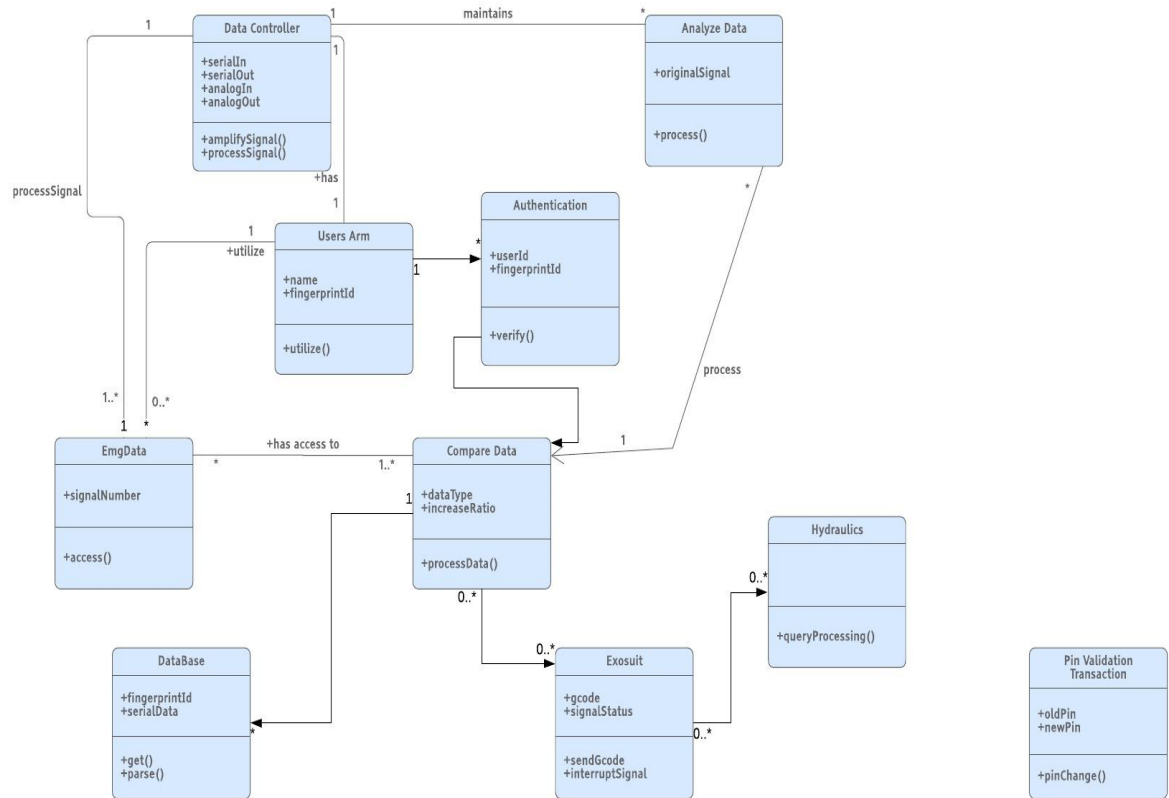 1
maintains
*
1
Data Controller
+serialIn
+serialOut
+analogIn
+analogOut
+amplifySignal()
+processSignal()
1
Analyze Data
+originalSignal
+process()
*
+has
1
processSignal
1
+utilize
Users Arm
+name
+fingerprintId
+utilize()
1
*
Authentication
+userId
+fingerprintId
+verify()
process
1
1..*
1
0..*
*
EmgData
+signalNumber
+access()
+has access to
*
1..*
Compare Data
+dataType
+increaseRatio
+processData()
1
0..*
Hydraulics
+queryProcessing()
0..*
DataBase
+fingerprintId
+serialData
+get()
+parse()
*
0..*
Exosuit
+gcode
+signalStatus
+sendGcode
+interruptSignal
0..*
Pin Validation
Transaction
+oldPin
+newPin
+pinChange()